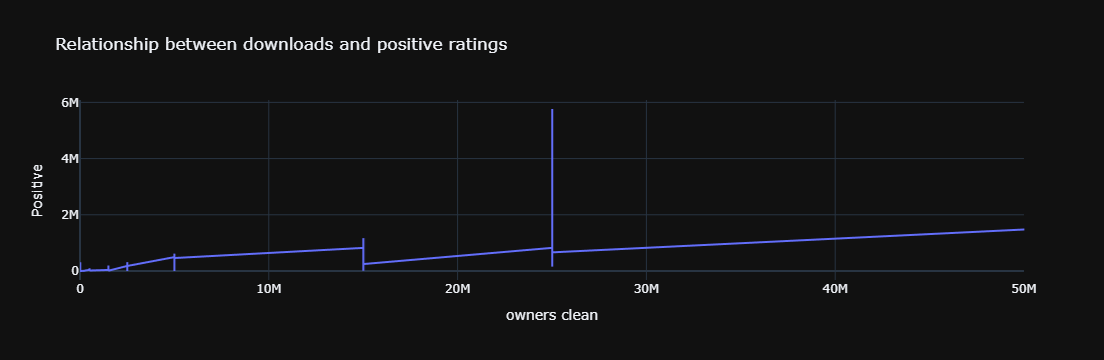 Relationship between downloads and positive ratings
6M
4M
2M
0
Positive
0 10M 20M 30M 40M 50M
owners clean